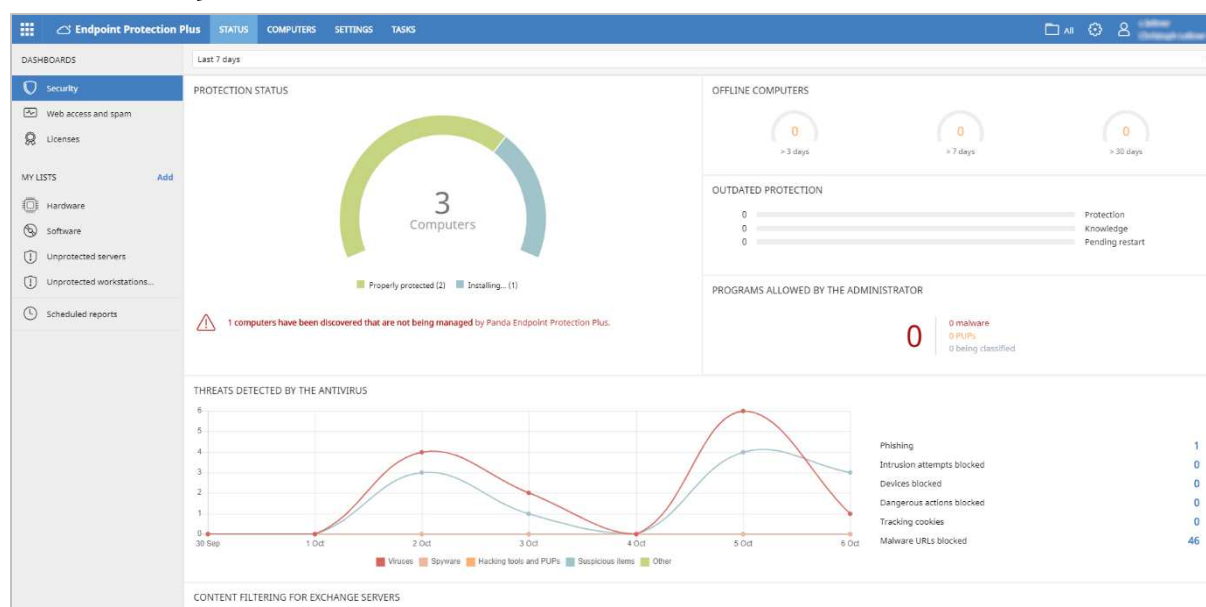 Endpoint Protection Plus STATUS COMPUTERS SETTINGS TASKS All
DASHBOARDS
Last 7 days
Security
Web access and spam
Licenses
MY LISTS Add
Hardware
Software
Unprotected servers
Unprotected workstations...
Scheduled reports
PROTECTION STATUS
3
Computers
Properly protected (2) Installing... (1)
1 computers have been discovered that are not being managed by Panda Endpoint Protection Plus.
OFFLINE COMPUTERS
0 0 0
> 3 days > 7 days > 30 days
OUTDATED PROTECTION
0 Protection
0 Knowledge
0 Pending restart
PROGRAMS ALLOWED BY THE ADMINISTRATOR
0
0 malware
0 PUPs
0 being classified
THREATS DETECTED BY THE ANTIVIRUS
6
5
4
3
2
1
0
30 Sep 1 Oct 2 Oct 3 Oct 4 Oct 5 Oct 6 Oct
Viruses Spyware Hacking tools and PUPs Suspicious items Other
Phishing 1
Intrusion attempts blocked 0
Devices blocked 0
Dangerous actions blocked 0
Tracking cookies 0
Malware URLs blocked 46
CONTENT FILTERING FOR EXCHANGE SERVERS